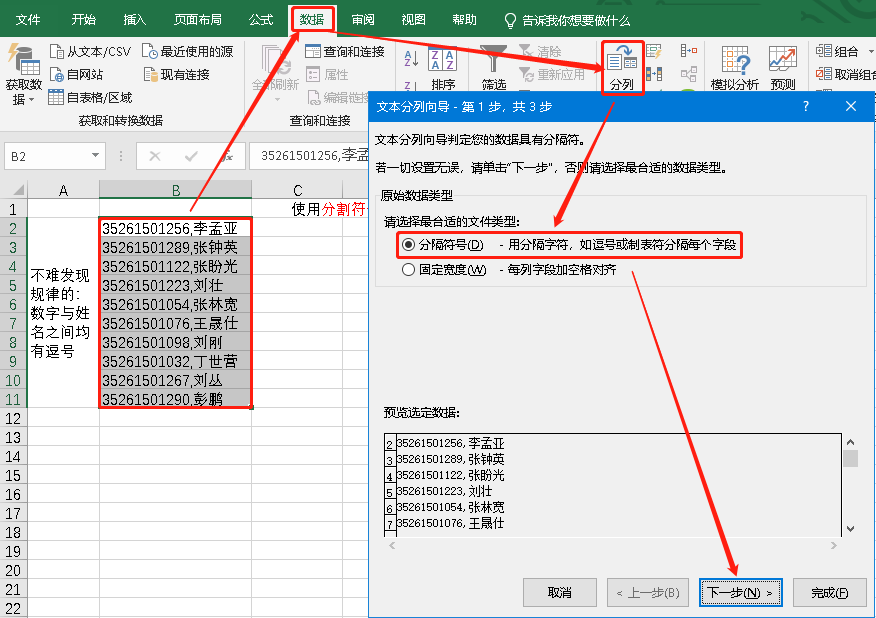 文件 开始 插入 页面布局 公式 数据 审阅 视图 帮助 告诉我你想要做什么
从文本/CSV 最近使用的源 查询和连接 清除 组合
自网站 现有连接 属性 重新应用 取消组合
获取数据 自表格/区域 全部刷新 编辑链接 排序 筛选 分列 模拟分析 预测
获取和转换数据 查询和连接
文本分列向导 - 第 1 步，共 3 步 ? ×
文本分列向导判定您的数据具有分隔符。
若一切设置无误，请单击“下一步”，否则请选择最合适的数据类型。
B2 fx 35261501256,李孟
原始数据类型
请选择最合适的文件类型:
分隔符号(D) - 用分隔字符，如逗号或制表符分隔每个字段
固定宽度(W) - 每列字段加空格对齐
A B C
1 使用分割符
2 35261501256,李孟亚
3 35261501289,张钟英
4 35261501122,张盼光
5 35261501223,刘壮
6 35261501054,张林宽
7 35261501076,王晟仕
8 35261501098,刘刚
9 35261501032,丁世营
10 35261501267,刘丛
11 35261501290,彭鹏
不难发现
规律的：
数字与姓
名之间均
有逗号
12
13
14
15
16
17
18
19
20
21
22
预览选定数据:
2 35261501256,李孟亚
3 35261501289,张钟英
4 35261501122,张盼光
5 35261501223,刘壮
6 35261501054,张林宽
7 35261501076,王晟仕
取消 < 上一步(B) 下一步(N) > 完成(F)